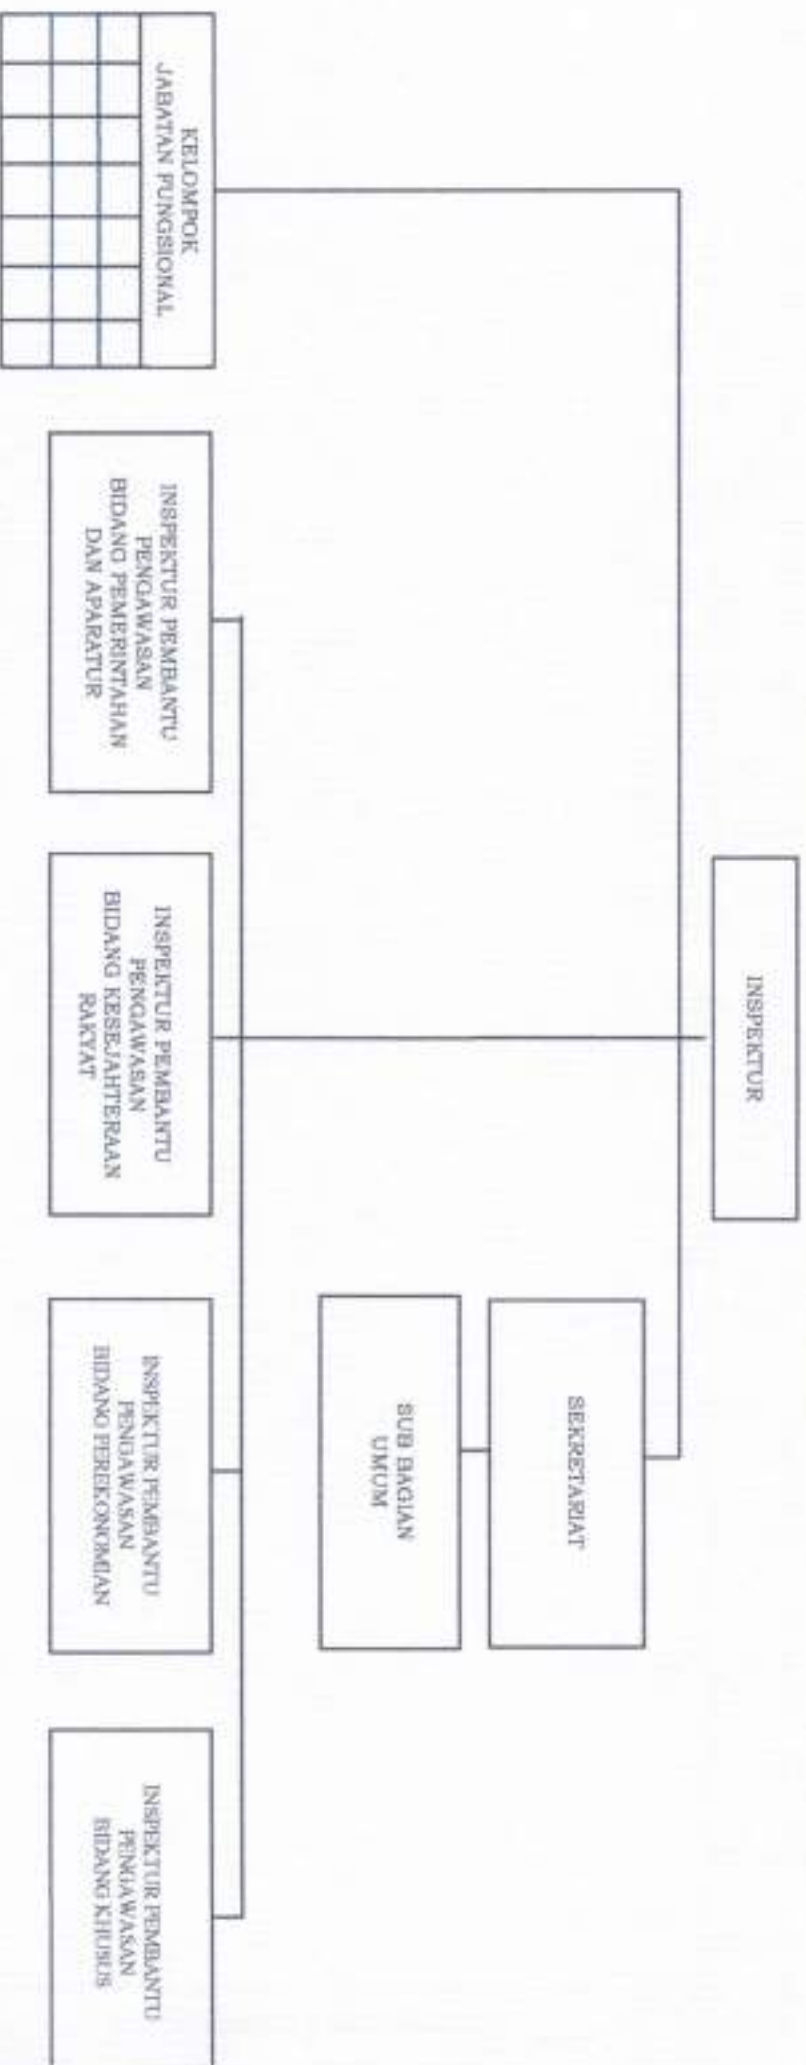 INSPEKTUR
SEKRETARIAT
SUB BAGIAN
UMUM
KELOMPOK
JABATAN FUNGSIONAL
INSPEKTUR PEMBANTU
PENGAWASAN
BIDANG PEMERINTAHAN
DAN APARATUR
INSPEKTUR PEMBANTU
PENGAWASAN
BIDANG KESEJAHTERAAN
RAKYAT
INSPEKTUR PEMBANTU
PENGAWASAN
BIDANG PEREKONOMIAN
INSPEKTUR PEMBANTU
PENGAWASAN
BIDANG KHUSUS